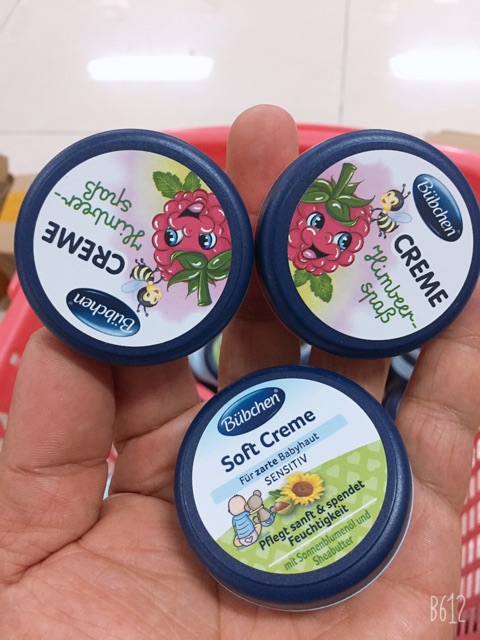 Bübchen
CREME
Himbeer-
spaß
Bübchen
CREME
Himbeer-
spaß
Bübchen
Soft Creme
Für zarte Babyhaut
SENSITIV
Pflegt sanft & spendet
Feuchtigkeit
mit Sonnenblumenöl und
Sheabutter
B612